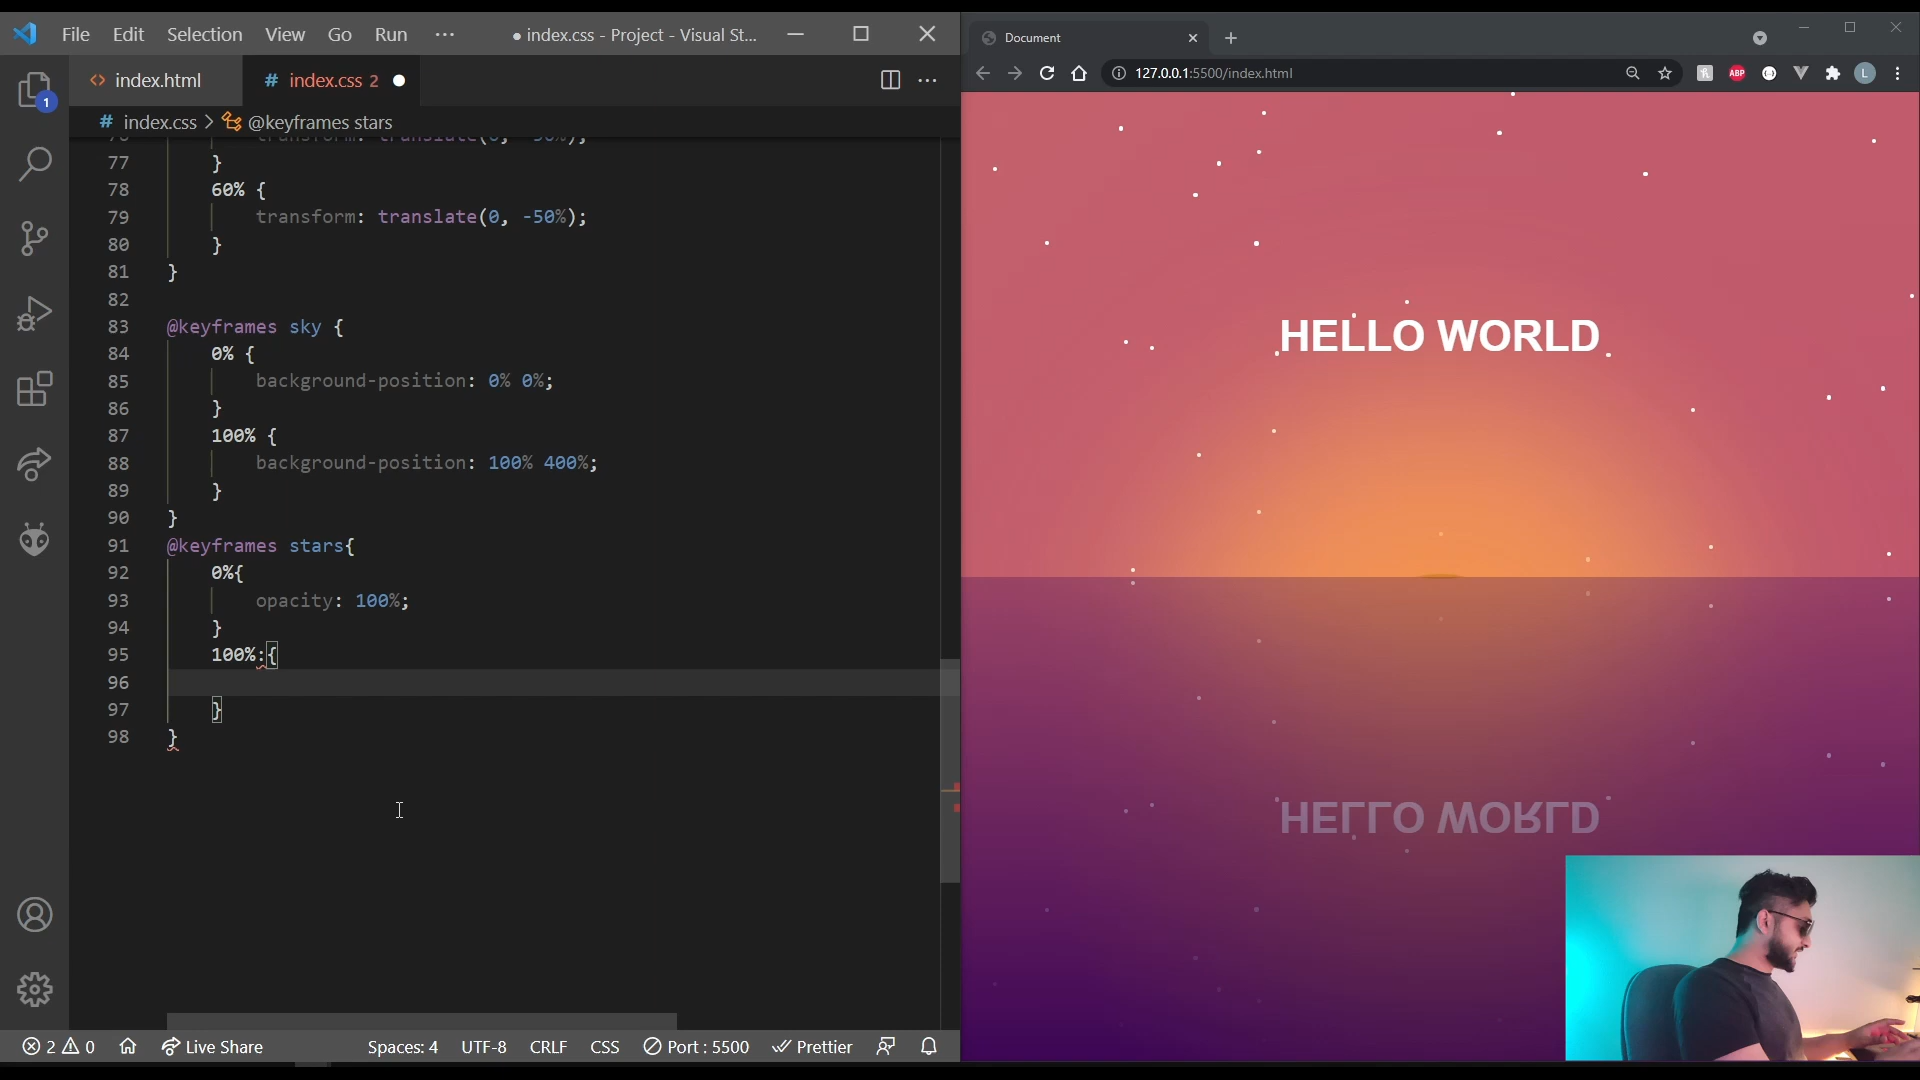 File Edit Selection View Go Run ··· ● index.css - Project - Visual St...
<> index.html # index.css 2
# index.css > @keyframes stars
77 }
78 60% {
79 transform: translate(0, -50%);
80 }
81 }
82
83 @keyframes sky {
84 0% {
85 background-position: 0% 0%;
86 }
87 100% {
88 background-position: 100% 400%;
89 }
90 }
91 @keyframes stars{
92 0%{
93 opacity: 100%;
94 }
95 100%:{
96
97 }
98 }
1
2 0 Live Share Spaces: 4 UTF-8 CRLF CSS Port : 5500 Prettier
Document
127.0.0.1:5500/index.html
ABP
L
HELLO WORLD
HELLO WORLD